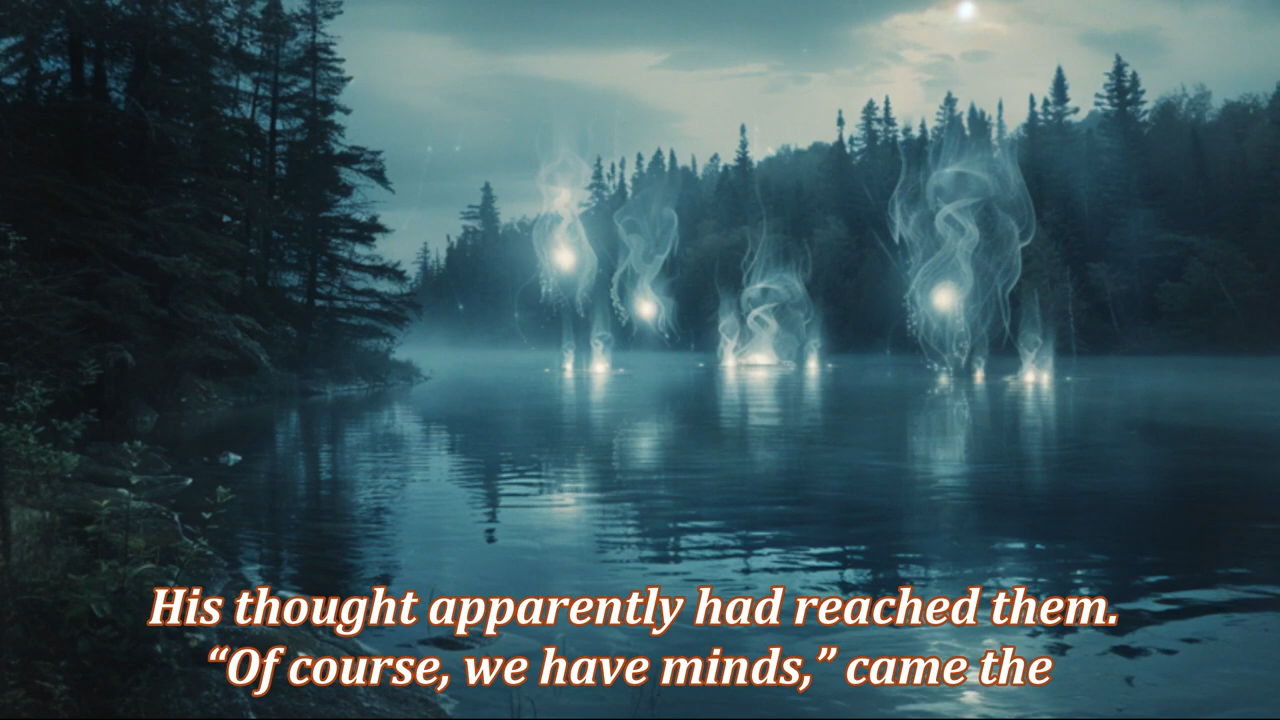 His thought apparently had reached them.
“Of course, we have minds,” came the